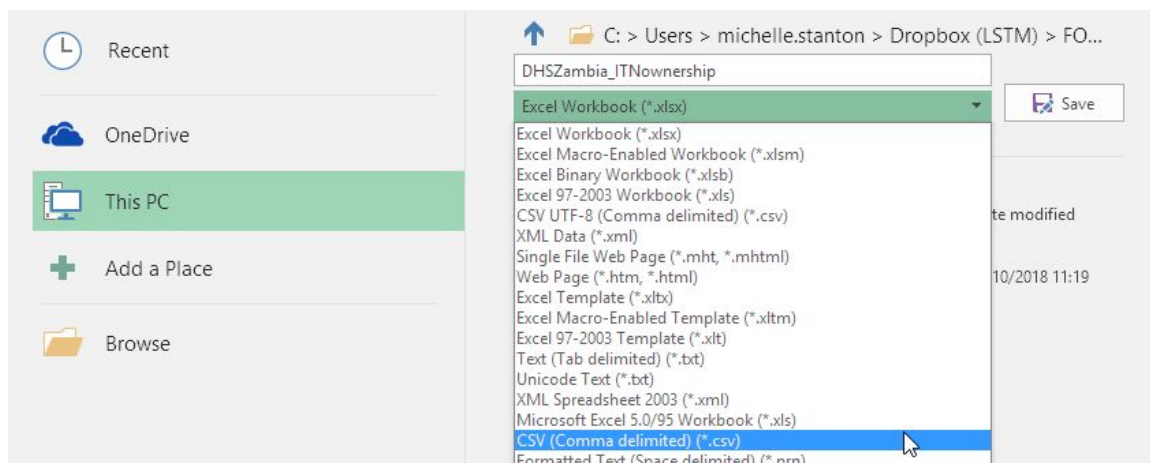 Recent
OneDrive
This PC
Add a Place
Browse
C: > Users > michelle.stanton > Dropbox (LSTM) > FO...
DHSZambia_ITNownership
Excel Workbook (*.xlsx)
Save
Excel Workbook (*.xlsx)
Excel Macro-Enabled Workbook (*.xlsm)
Excel Binary Workbook (*.xlsb)
Excel 97-2003 Workbook (*.xls)
CSV UTF-8 (Comma delimited) (*.csv)
XML Data (*.xml)
Single File Web Page (*.mht, *.mhtml)
Web Page (*.htm, *.html)
Excel Template (*.xltx)
Excel Macro-Enabled Template (*.xltm)
Excel 97-2003 Template (*.xlt)
Text (Tab delimited) (*.txt)
Unicode Text (*.txt)
XML Spreadsheet 2003 (*.xml)
Microsoft Excel 5.0/95 Workbook (*.xls)
CSV (Comma delimited) (*.csv)
Formatted Text (Space delimited) (*.prn)
te modified
10/2018 11:19